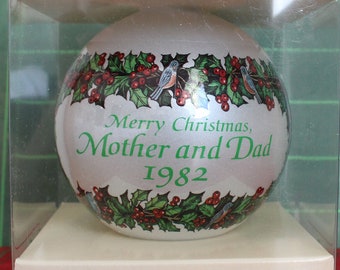 Merry Christmas,
Mother and Dad
1982